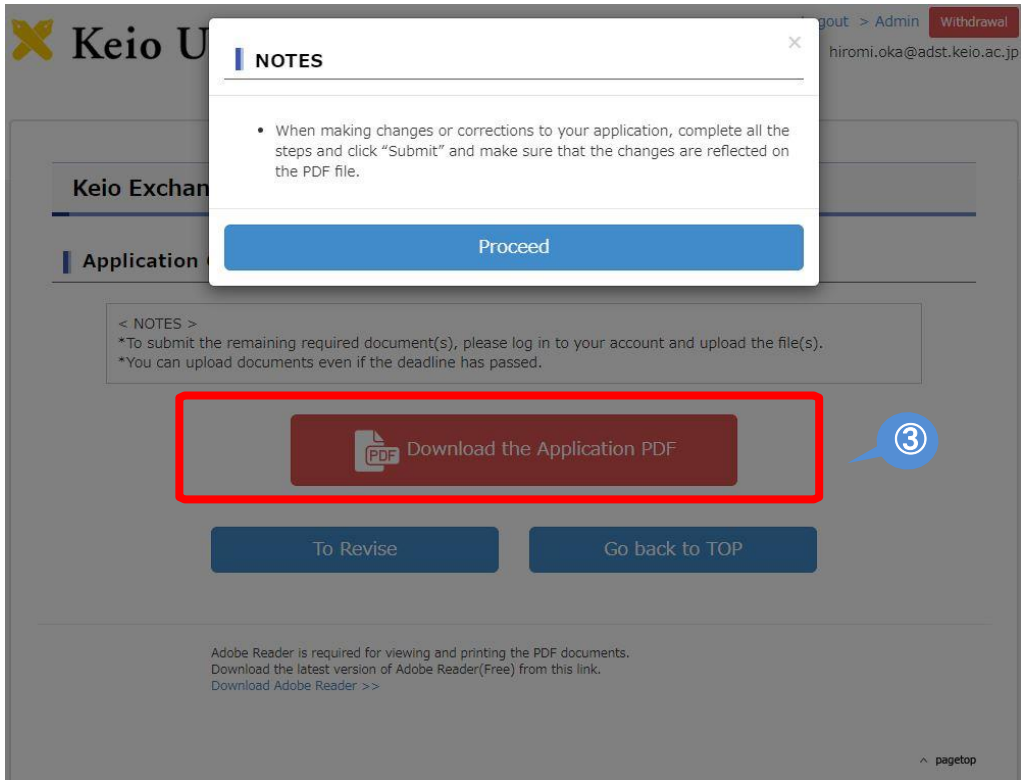 Keio U
gout > Admin Withdrawal
hiromi.oka@adst.keio.ac.jp
×
NOTES
• When making changes or corrections to your application, complete all the
steps and click “Submit” and make sure that the changes are reflected on
the PDF file.
Proceed
Keio Exchan
Application
< NOTES >
*To submit the remaining required document(s), please log in to your account and upload the file(s).
*You can upload documents even if the deadline has passed.
PDF Download the Application PDF
③
To Revise
Go back to TOP
Adobe Reader is required for viewing and printing the PDF documents.
Download the latest version of Adobe Reader(Free) from this link.
Download Adobe Reader >>
^ pagetop